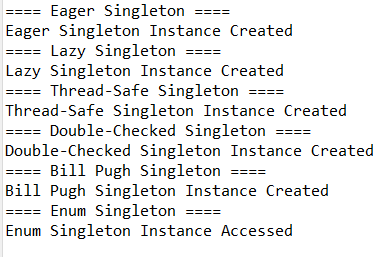 ==== Eager Singleton ====
Eager Singleton Instance Created
==== Lazy Singleton ====
Lazy Singleton Instance Created
==== Thread-Safe Singleton ====
Thread-Safe Singleton Instance Created
==== Double-Checked Singleton ====
Double-Checked Singleton Instance Created
==== Bill Pugh Singleton ====
Bill Pugh Singleton Instance Created
==== Enum Singleton ====
Enum Singleton Instance Accessed